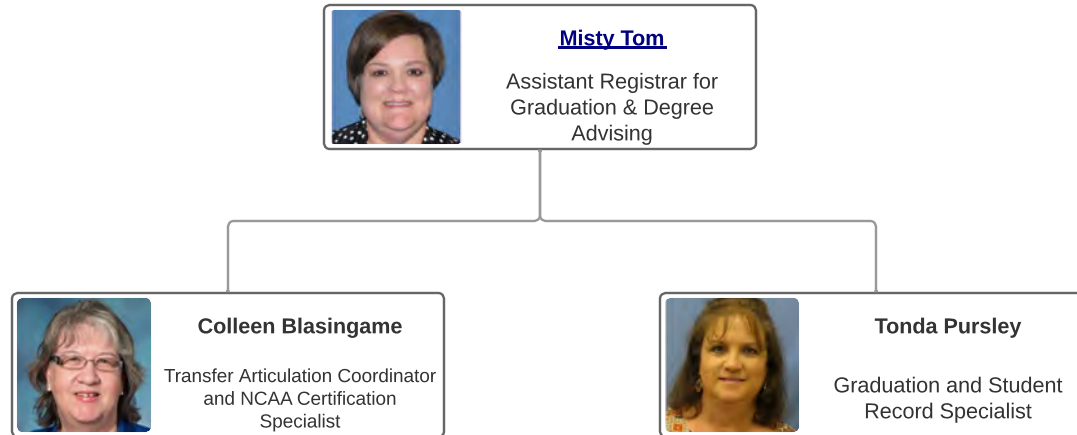 Misty Tom
Assistant Registrar for
Graduation & Degree
Advising
Colleen Blasingame
Transfer Articulation Coordinator
and NCAA Certification
Specialist
Tonda Pursley
Graduation and Student
Record Specialist